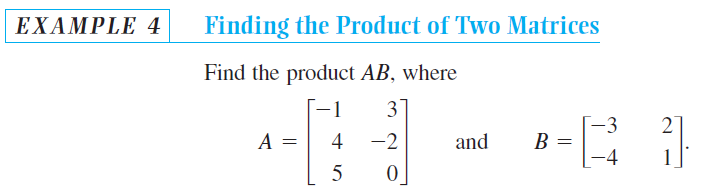 EXAMPLE 4 Finding the Product of Two Matrices
Find the product AB, where
A = [−1 3
4 −2
5 0] and B = [−3 2
−4 1].